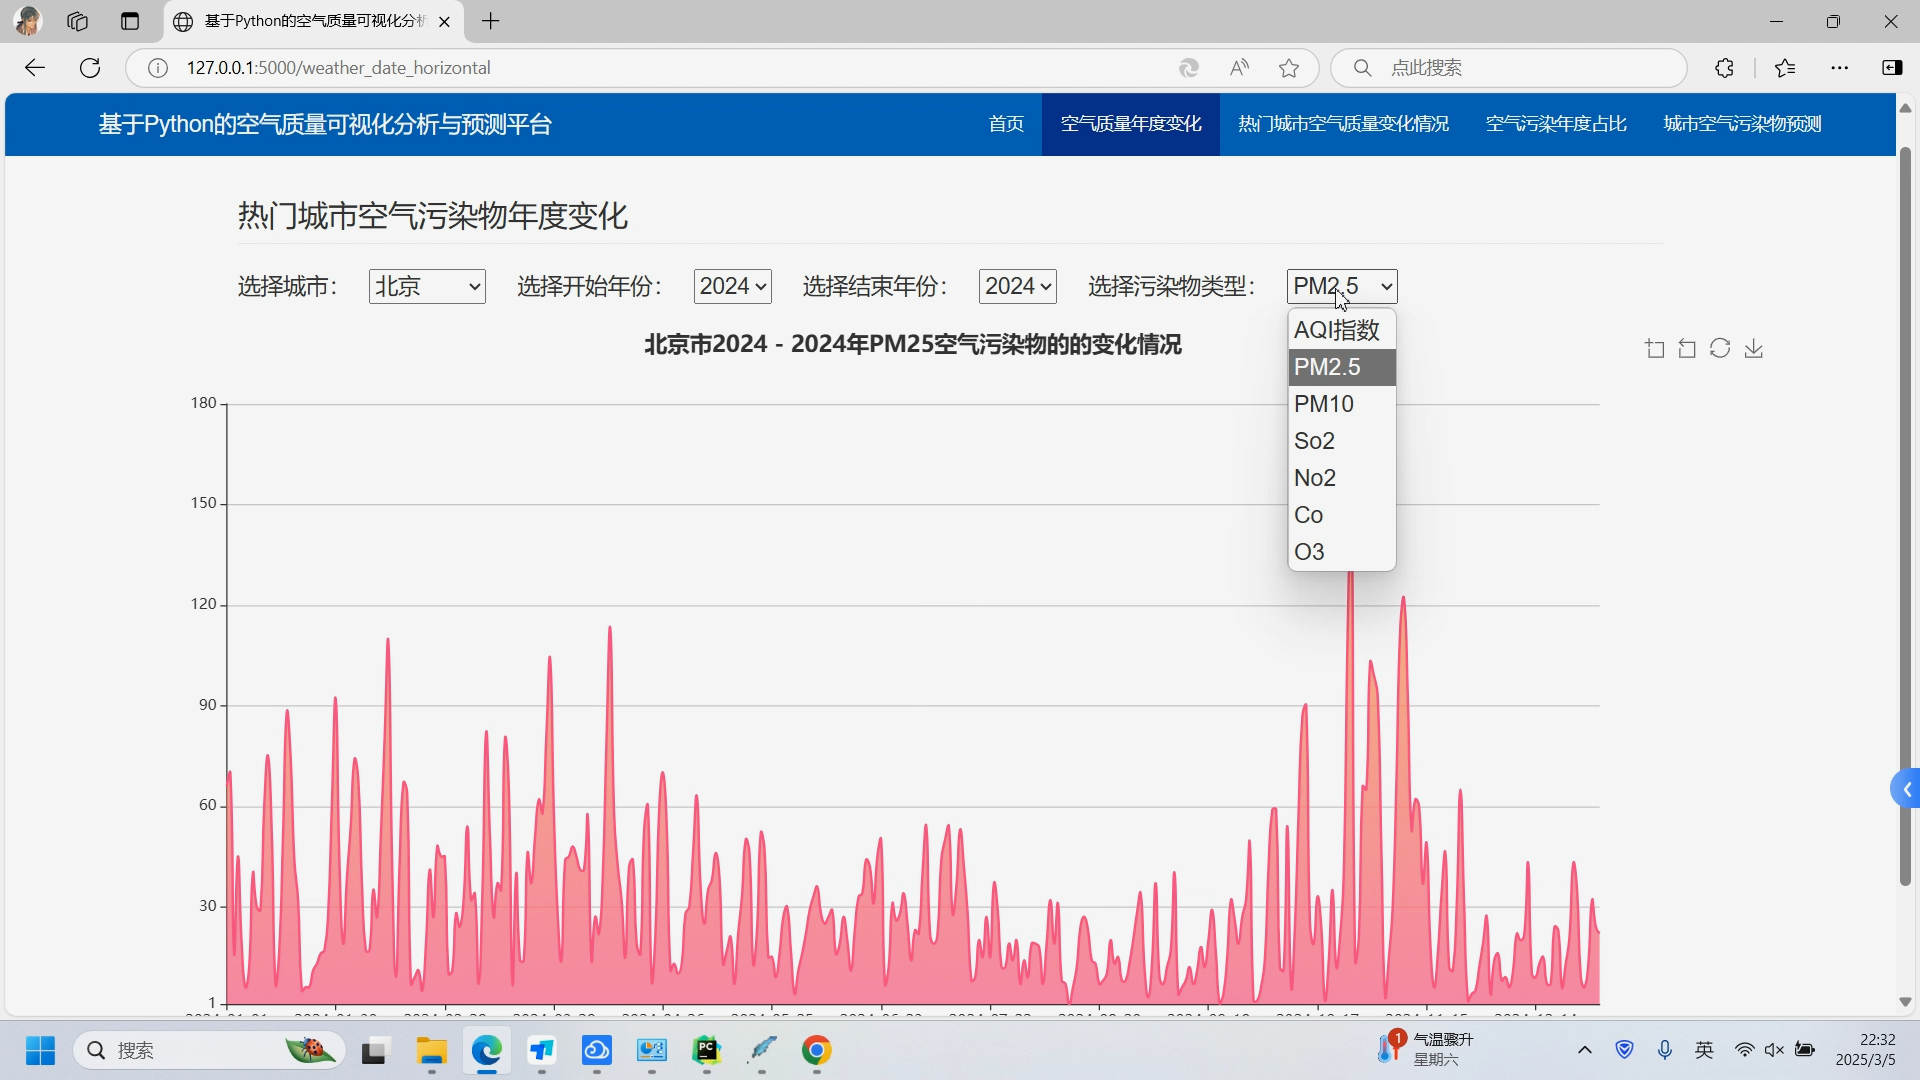 基于Python的空气质量可视化分析
127.0.0.1:5000/weather_date_horizontal
点此搜索
基于Python的空气质量可视化分析与预测平台
首页
空气质量年度变化
热门城市空气质量变化情况
空气污染年度占比
城市空气污染物预测
热门城市空气污染物年度变化
选择城市： 北京 选择开始年份： 2024 选择结束年份： 2024 选择污染物类型： PM2.5
AQI指数
PM2.5
PM10
So2
No2
Co
O3
北京市2024 - 2024年PM25空气污染物的的变化情况
180
150
120
90
60
30
1
搜索
PC
1
气温骤升
星期六
英
22:32
2025/3/5